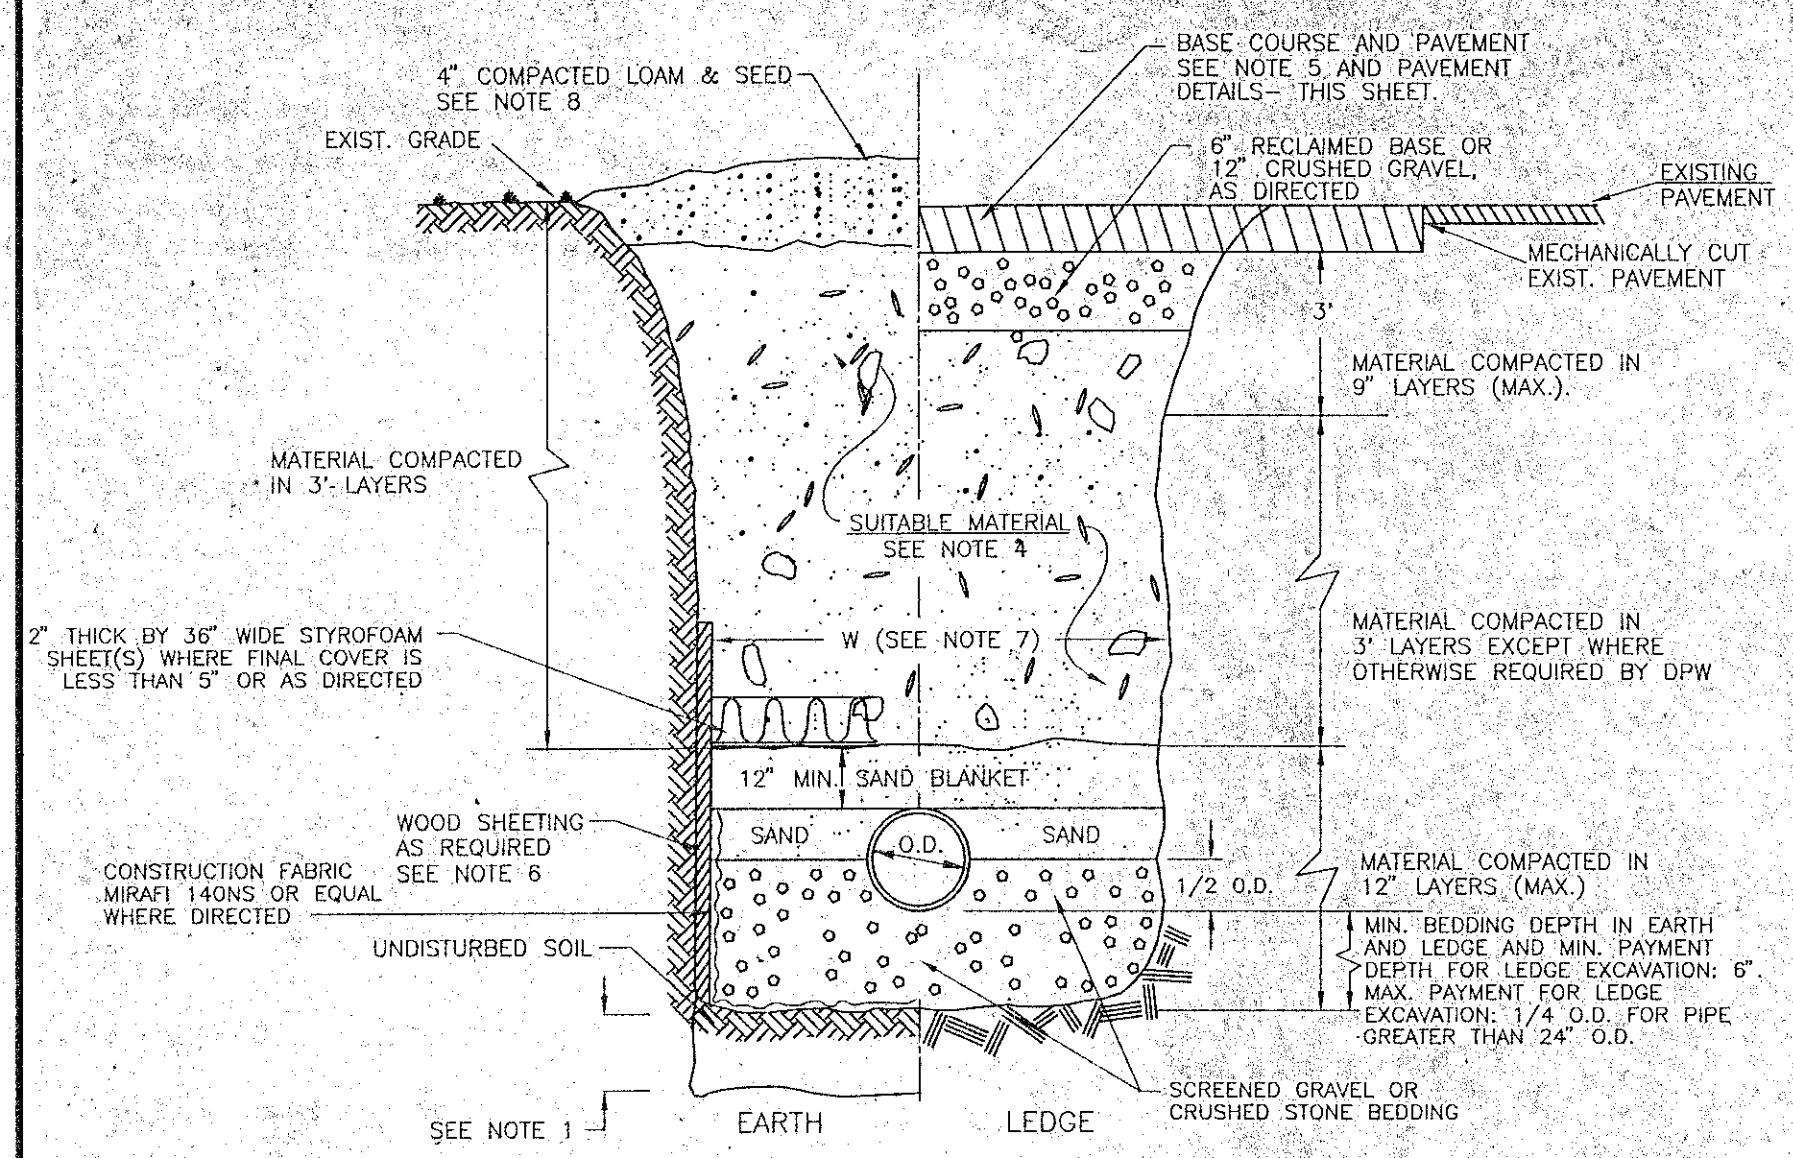 4" COMPACTED LOAM & SEED
SEE NOTE 8
EXIST. GRADE
BASE COURSE AND PAVEMENT
SEE NOTE 5 AND PAVEMENT
DETAILS- THIS SHEET.
6" RECLAIMED BASE OR
12" CRUSHED GRAVEL,
AS DIRECTED
EXISTING
PAVEMENT
MECHANICALLY CUT
EXIST. PAVEMENT
3'
MATERIAL COMPACTED IN
9" LAYERS (MAX.).
MATERIAL COMPACTED
IN 3'- LAYERS
SUITABLE MATERIAL
SEE NOTE 4
2" THICK BY 36" WIDE STYROFOAM
SHEET(S) WHERE FINAL COVER IS
LESS THAN 5" OR AS DIRECTED
W (SEE NOTE 7)
MATERIAL COMPACTED IN
3' LAYERS EXCEPT WHERE
OTHERWISE REQUIRED BY DPW
12" MIN. SAND BLANKET
WOOD SHEETING
AS REQUIRED
SEE NOTE 6
SAND
O.D.
SAND
CONSTRUCTION FABRIC
MIRAFI 140NS OR EQUAL
WHERE DIRECTED
1/2 O.D.
MATERIAL COMPACTED IN
12" LAYERS (MAX.)
UNDISTURBED SOIL
MIN. BEDDING DEPTH IN EARTH
AND LEDGE AND MIN. PAYMENT
DEPTH FOR LEDGE EXCAVATION: 6".
MAX. PAYMENT FOR LEDGE
EXCAVATION: 1/4 O.D. FOR PIPE
GREATER THAN 24" O.D.
SCREENED GRAVEL OR
CRUSHED STONE BEDDING
SEE NOTE 1
EARTH
LEDGE